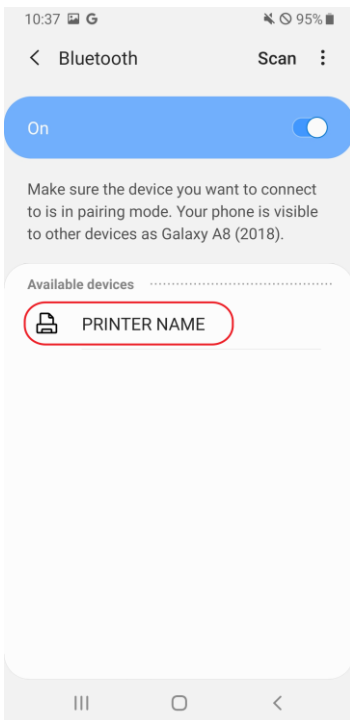 10:37 G 95%
Bluetooth Scan
On
Make sure the device you want to connect
to is in pairing mode. Your phone is visible
to other devices as Galaxy A8 (2018).
Available devices
PRINTER NAME